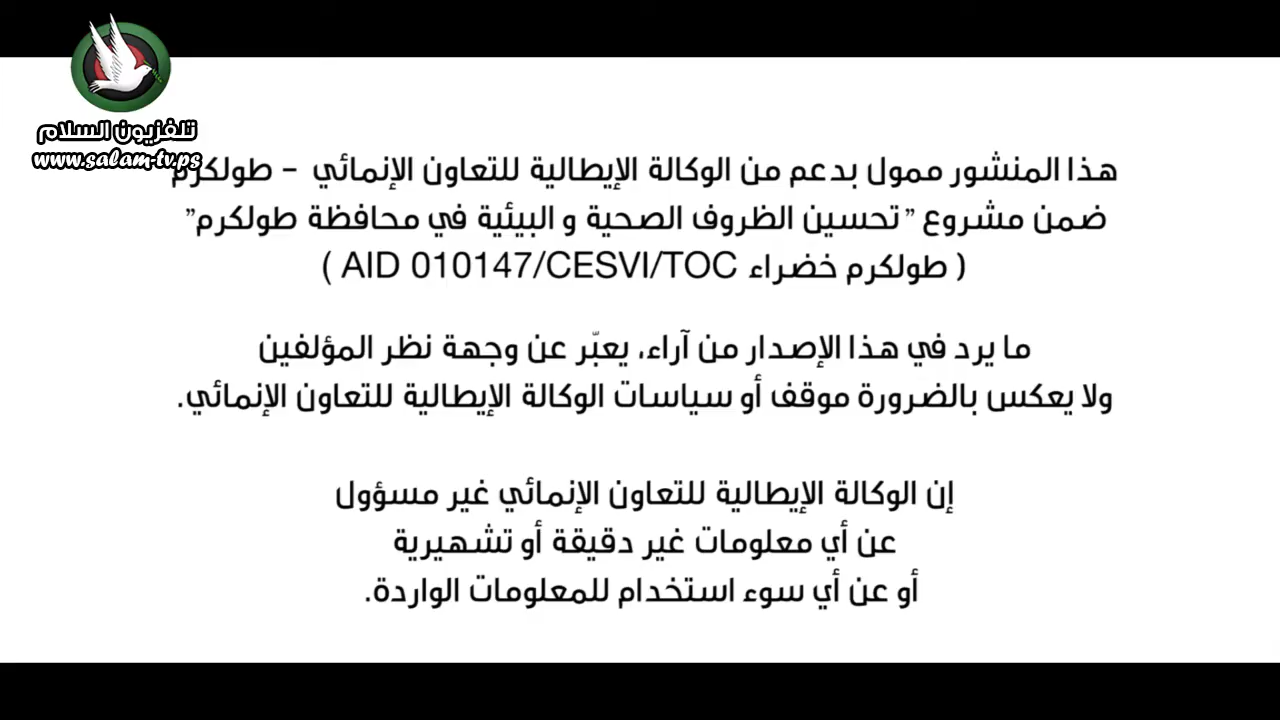 تلفزيون السلام
www.salam-tv.ps
هذا المنشور ممول بدعم من الوكالة الإيطالية للتعاون الإنمائي - طولكرم
ضمن مشروع " تحسين الظروف الصحية و البيئية في محافظة طولكرم"
( طولكرم خضراء AID 010147/CESVI/TOC )
ما يرد في هذا الإصدار من آراء، يعبّر عن وجهة نظر المؤلفين
ولا يعكس بالضرورة موقف أو سياسات الوكالة الإيطالية للتعاون الإنمائي.
إن الوكالة الإيطالية للتعاون الإنمائي غير مسؤول
عن أي معلومات غير دقيقة أو تشهيرية
أو عن أي سوء استخدام للمعلومات الواردة.